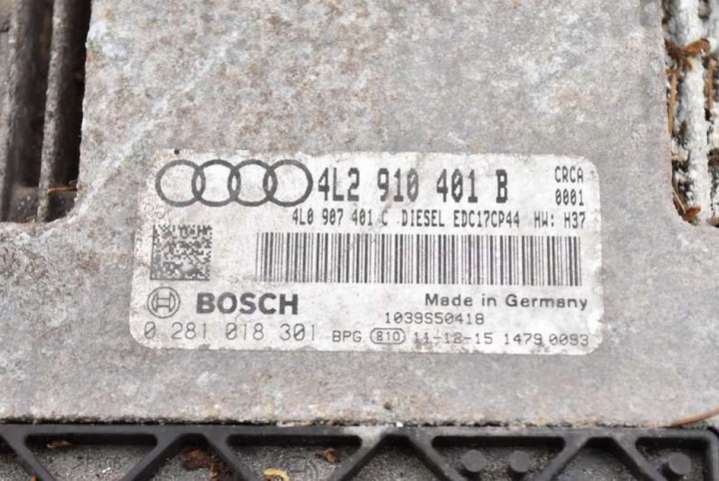 4L2 910 401 B CRCA
0001
4L0 907 401 C DIESEL EDC17CP44 HW: H37
BOSCH Made in Germany
1039S50418
0 281 018 301 BPG 810 11-12-15 1479 0093